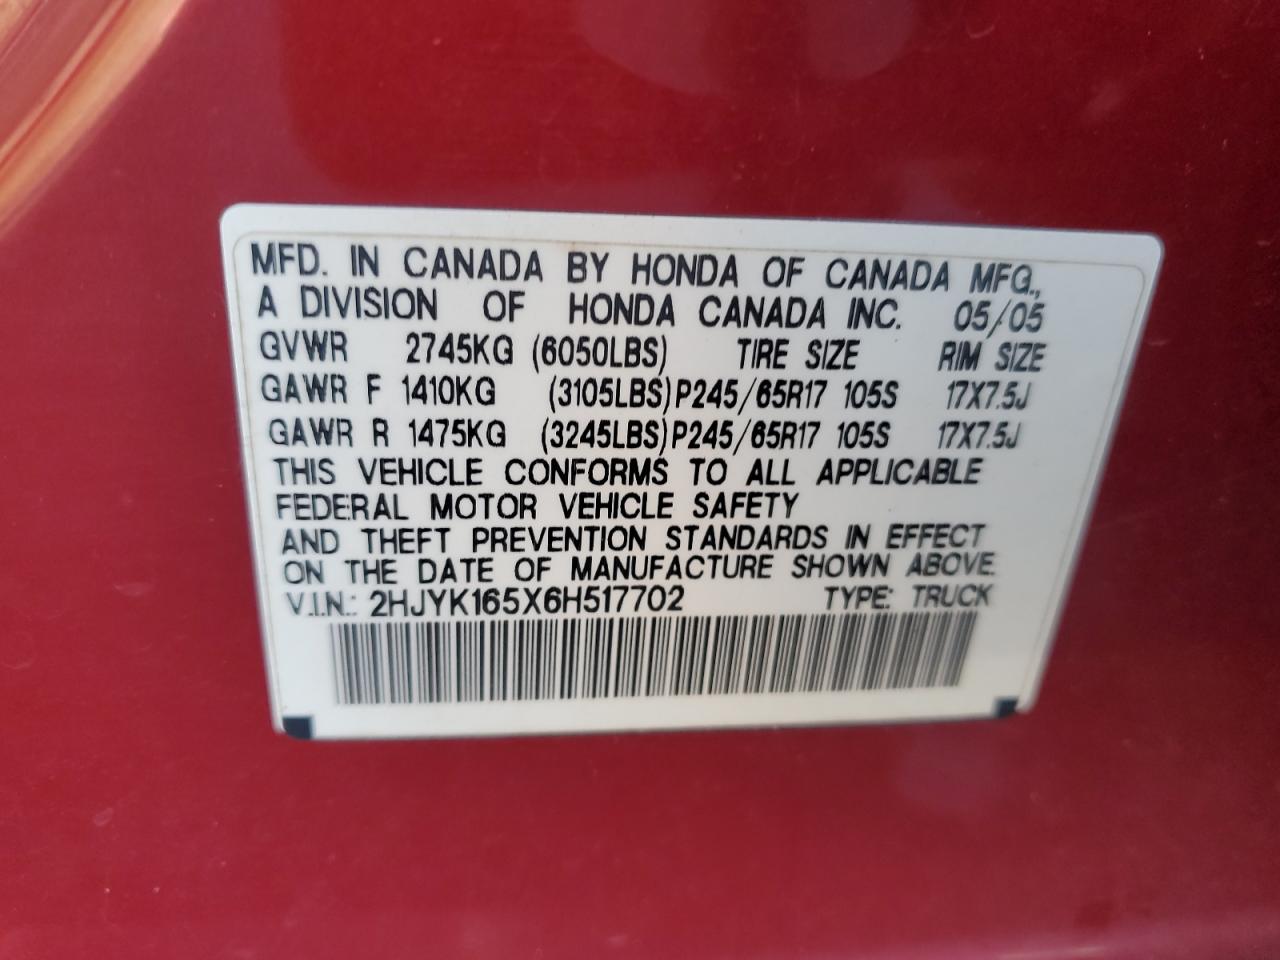 MFD. IN CANADA BY HONDA OF CANADA MFG.,
A DIVISION OF HONDA CANADA INC. 05/05
GVWR 2745KG (6050LBS) TIRE SIZE RIM SIZE
GAWR F 1410KG (3105LBS) P245/65R17 105S 17X7.5J
GAWR R 1475KG (3245LBS) P245/65R17 105S 17X7.5J
THIS VEHICLE CONFORMS TO ALL APPLICABLE
FEDERAL MOTOR VEHICLE SAFETY
AND THEFT PREVENTION STANDARDS IN EFFECT
ON THE DATE OF MANUFACTURE SHOWN ABOVE.
V.I.N.: 2HJYK165X6H517702 TYPE: TRUCK